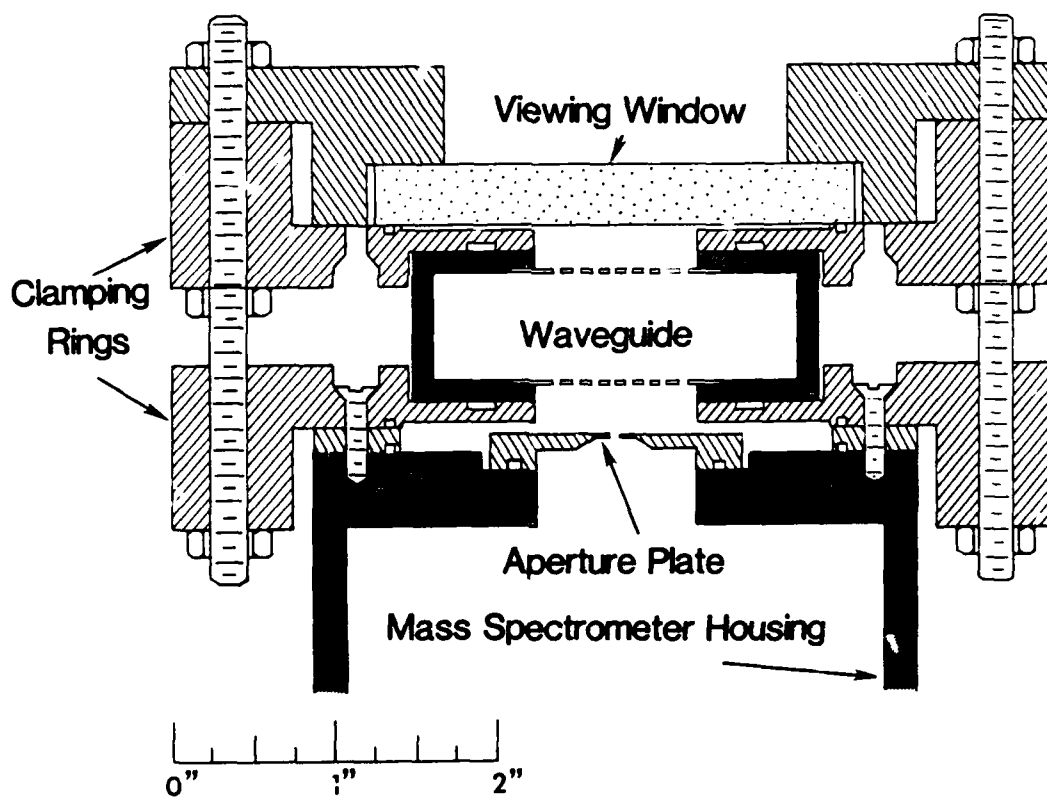 Viewing Window
Clamping
Rings
Waveguide
Aperture Plate
Mass Spectrometer Housing
0" 1" 2"